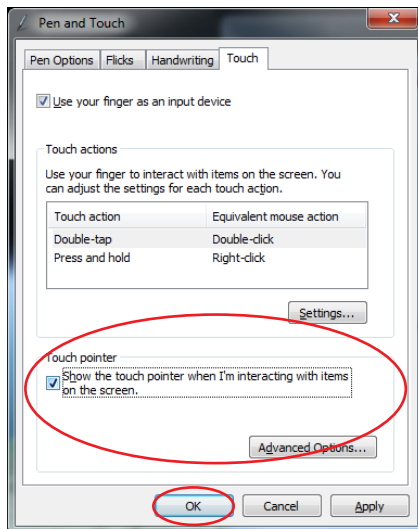 Pen and Touch
Pen Options Flicks Handwriting Touch
Use your finger as an input device
Touch actions
Use your finger to interact with items on the screen. You
can adjust the settings for each touch action.
Touch action Equivalent mouse action
Double-tap Double-click
Press and hold Right-click
Settings...
Touch pointer
Show the touch pointer when I'm interacting with items
on the screen.
Advanced Options...
OK Cancel Apply